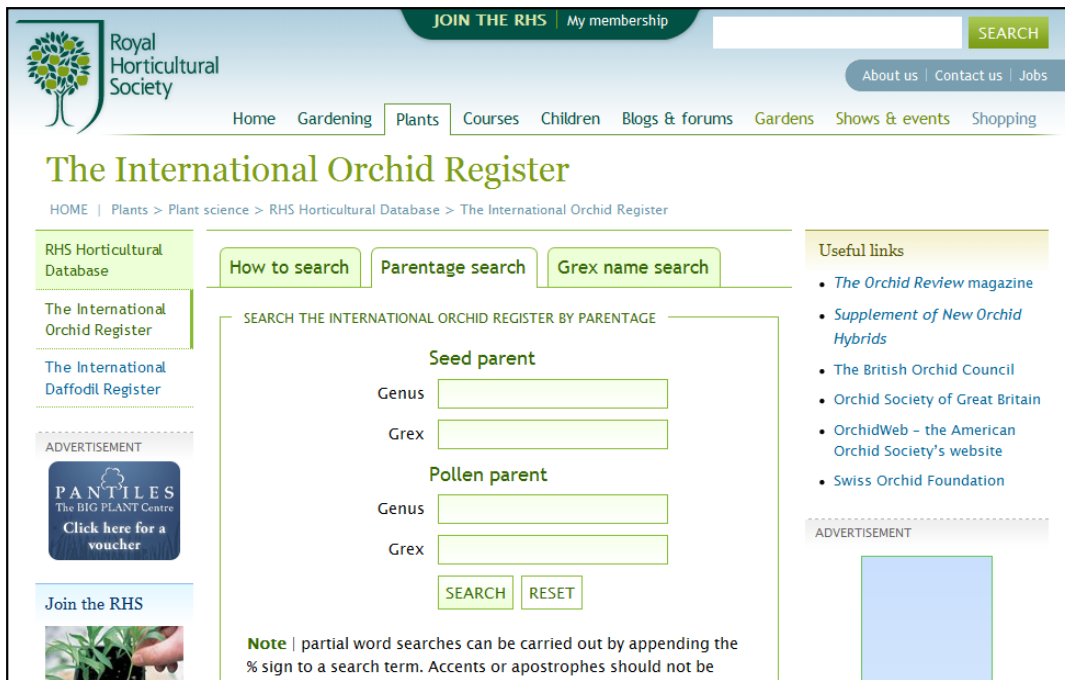 JOIN THE RHS | My membership
SEARCH
Royal
Horticultural
Society
About us | Contact us | Jobs
Home Gardening Plants Courses Children Blogs & forums Gardens Shows & events Shopping
The International Orchid Register
HOME | Plants > Plant science > RHS Horticultural Database > The International Orchid Register
RHS Horticultural
Database
The International
Orchid Register
The International
Daffodil Register
ADVERTISEMENT
PANTILES
The BIG PLANT Centre
Click here for a
voucher
Join the RHS
How to search
Parentage search
Grex name search
SEARCH THE INTERNATIONAL ORCHID REGISTER BY PARENTAGE
Seed parent
Genus
Grex
Pollen parent
Genus
Grex
SEARCH RESET
Note | partial word searches can be carried out by appending the
% sign to a search term. Accents or apostrophes should not be
Useful links
• The Orchid Review magazine
• Supplement of New Orchid
Hybrids
• The British Orchid Council
• Orchid Society of Great Britain
• OrchidWeb – the American
Orchid Society's website
• Swiss Orchid Foundation
ADVERTISEMENT